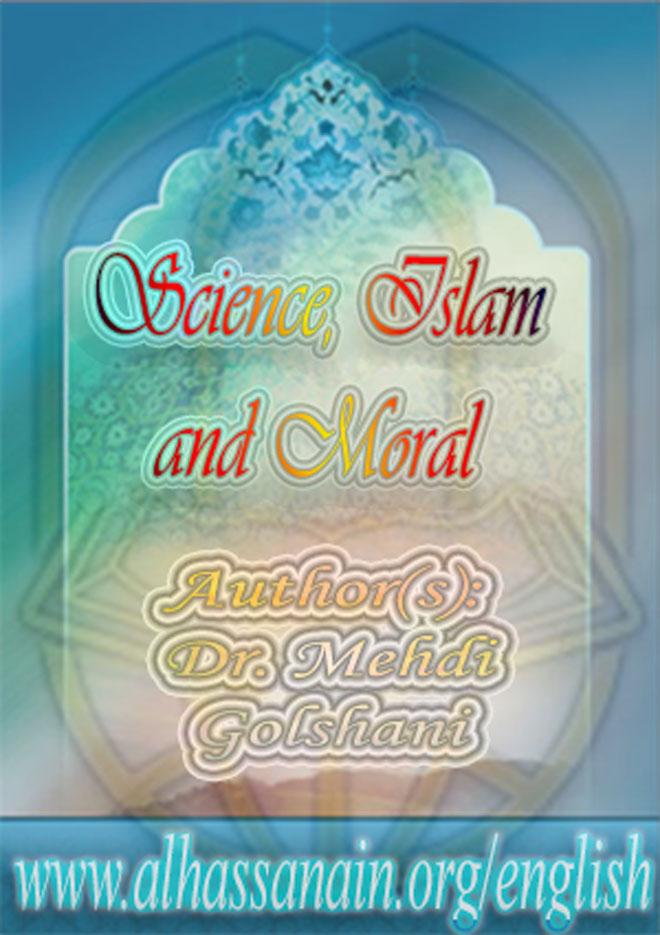 Science, Islam
and Moral
Author(s):
Dr. Mehdi
Golshani
www.alhassanain.org/english